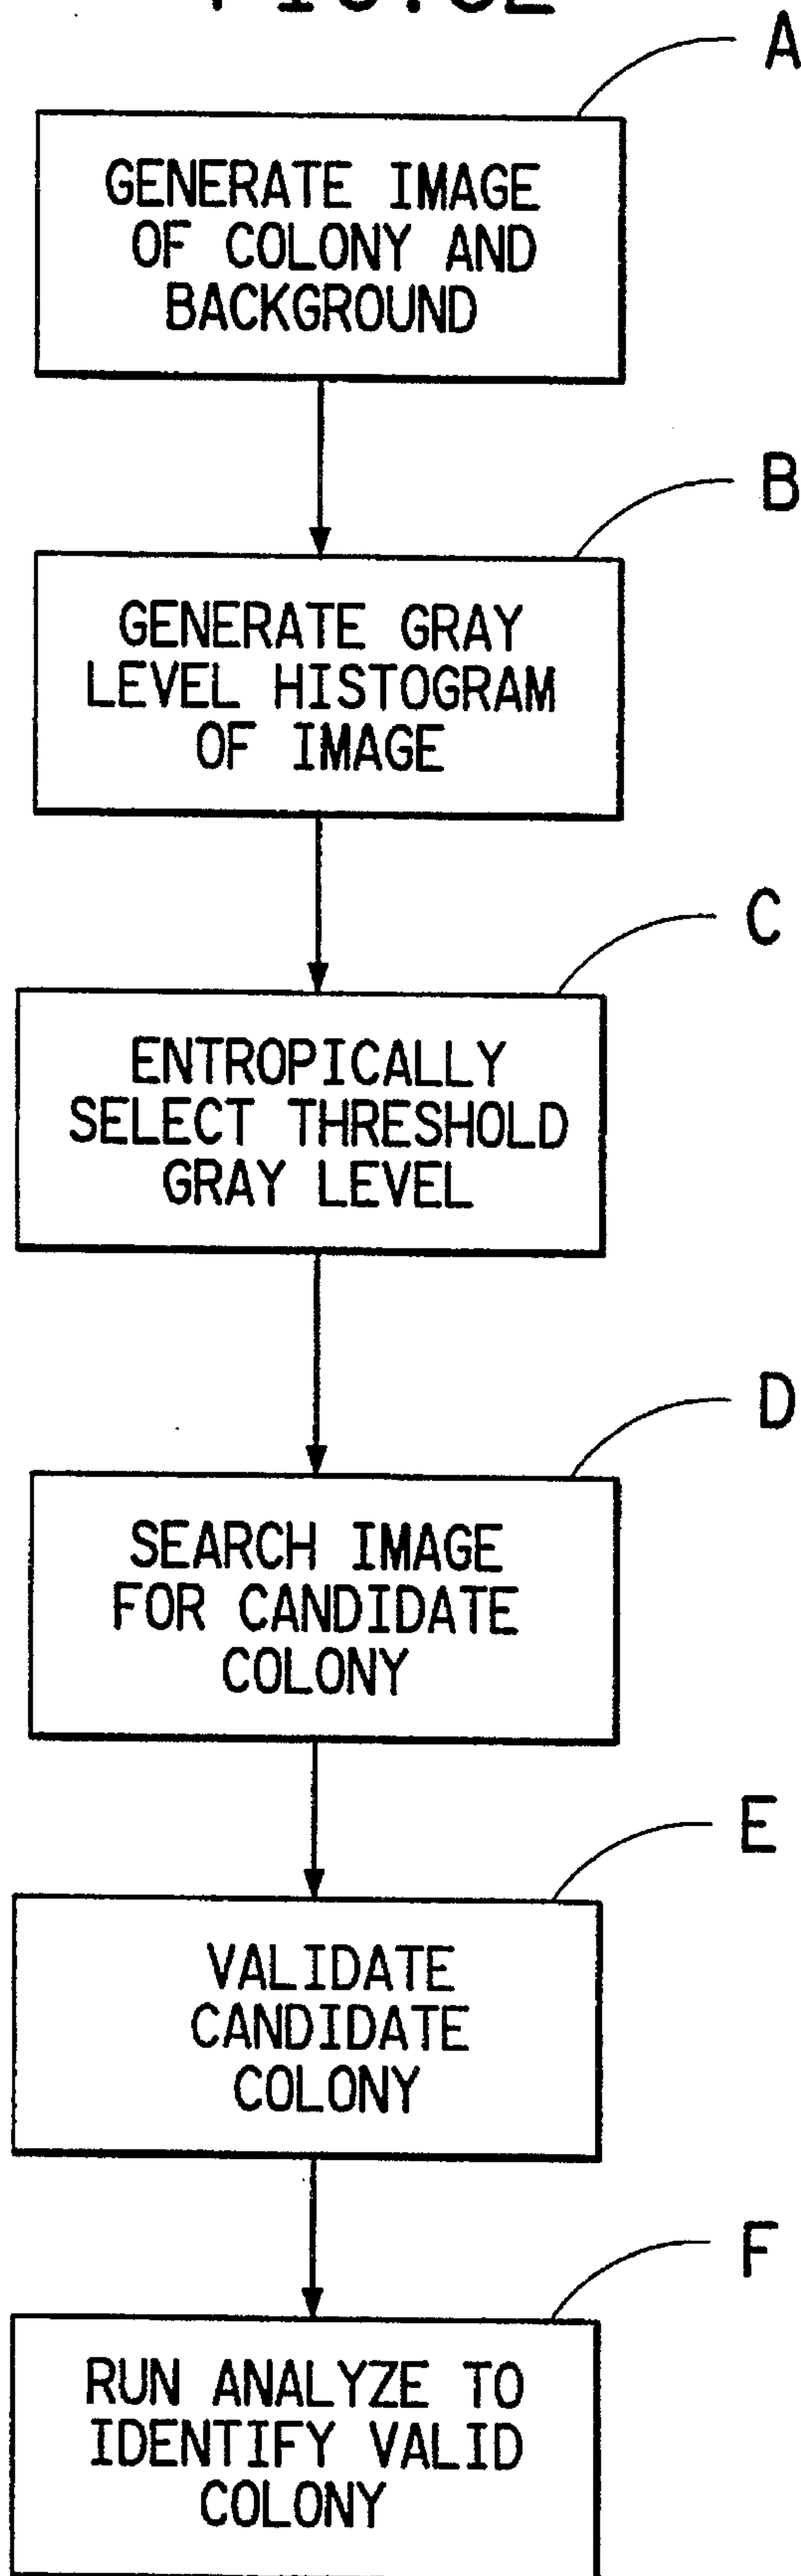 A
GENERATE IMAGE
OF COLONY AND
BACKGROUND
B
GENERATE GRAY
LEVEL HISTOGRAM
OF IMAGE
C
ENTROPICALLY
SELECT THRESHOLD
GRAY LEVEL
D
SEARCH IMAGE
FOR CANDIDATE
COLONY
E
VALIDATE
CANDIDATE
COLONY
F
RUN ANALYZE TO
IDENTIFY VALID
COLONY